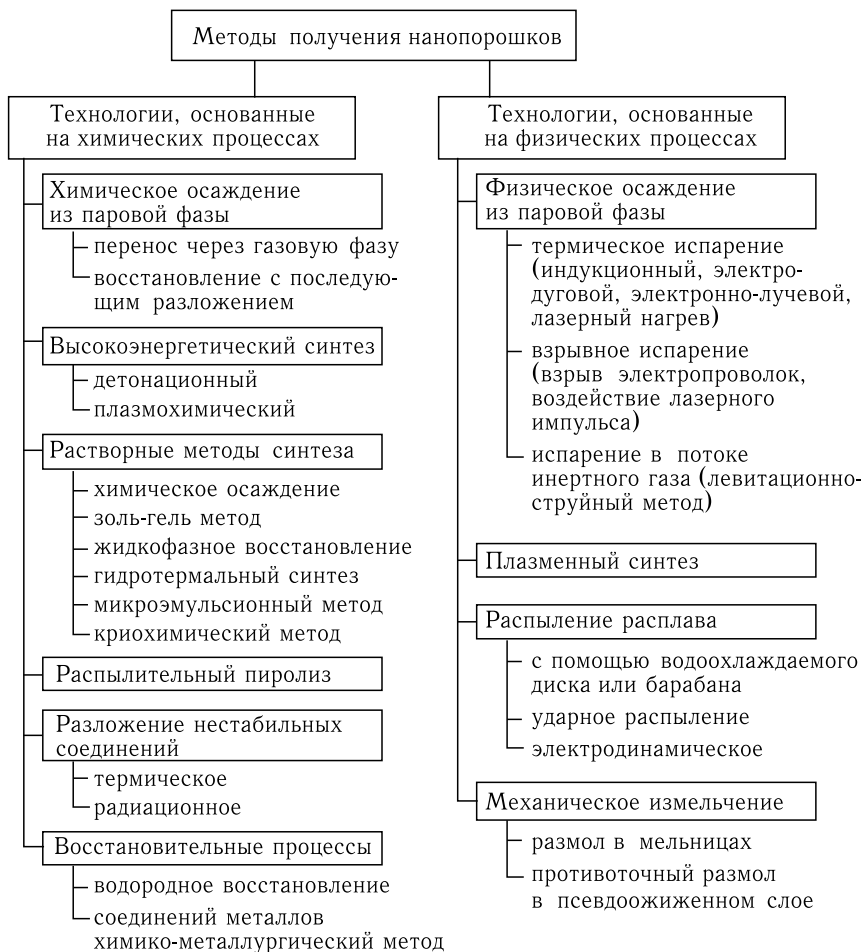 Методы получения нанопорошков
Технологии, основанные
на химических процессах
Химическое осаждение
из паровой фазы
перенос через газовую фазу
восстановление с последую-
щим разложением
Высокоэнергетический синтез
детонационный
плазмохимический
Растворные методы синтеза
химическое осаждение
золь-гель метод
жидкофазное восстановление
гидротермальный синтез
микроэмульсионный метод
криохимический метод
Распылительный пиролиз
Разложение нестабильных
соединений
термическое
радиационное
Восстановительные процессы
водородное восстановление
соединений металлов
химико-металлургический метод
Технологии, основанные
на физических процессах
Физическое осаждение
из паровой фазы
термическое испарение
(индукционный, электро-
дуговой, электронно-лучевой,
лазерный нагрев)
взрывное испарение
(взрыв электропроволок,
воздействие лазерного
импульса)
испарение в потоке
инертного газа (левитационно-
струйный метод)
Плазменный синтез
Распыление расплава
с помощью водоохлаждаемого
диска или барабана
ударное распыление
электродинамическое
Механическое измельчение
размол в мельницах
противоточный размол
в псевдоожиженном слое